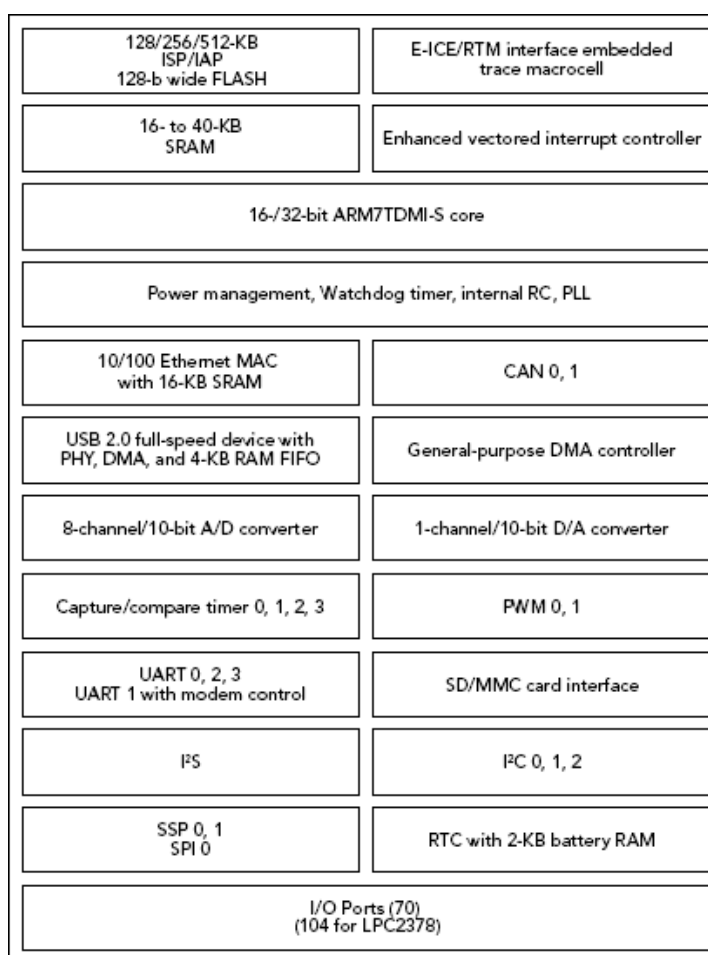 128/256/512-KB
ISP/IAP
128-b wide FLASH
E-ICE/RTM interface embedded
trace macrocell
16- to 40-KB
SRAM
Enhanced vectored interrupt controller
16-/32-bit ARM7TDMI-S core
Power management, Watchdog timer, internal RC, PLL
10/100 Ethernet MAC
with 16-KB SRAM
CAN 0, 1
USB 2.0 full-speed device with
PHY, DMA, and 4-KB RAM FIFO
General-purpose DMA controller
8-channel/10-bit A/D converter
1-channel/10-bit D/A converter
Capture/compare timer 0, 1, 2, 3
PWM 0, 1
UART 0, 2, 3
UART 1 with modem control
SD/MMC card interface
I²S
I²C 0, 1, 2
SSP 0, 1
SPI 0
RTC with 2-KB battery RAM
I/O Ports (70)
(104 for LPC2378)